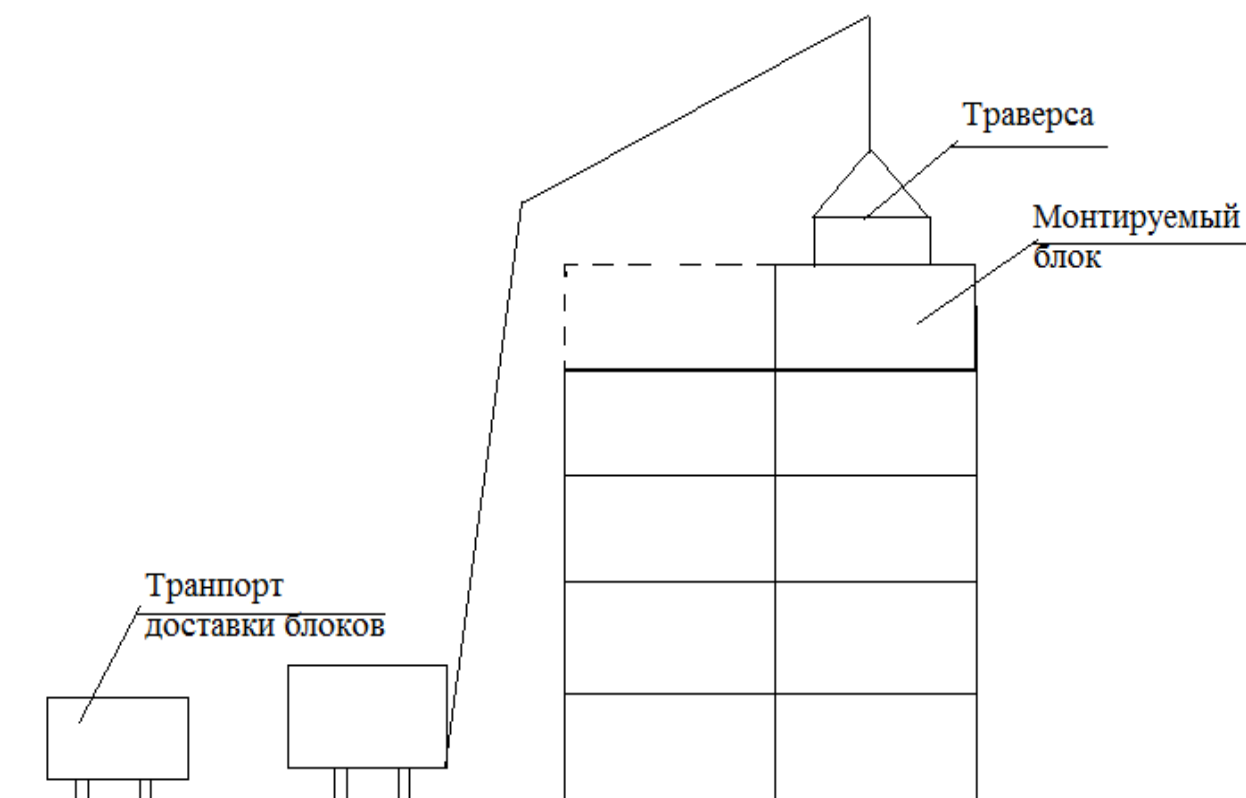 Траверса
Монтируемый
блок
Транпорт
доставки блоков